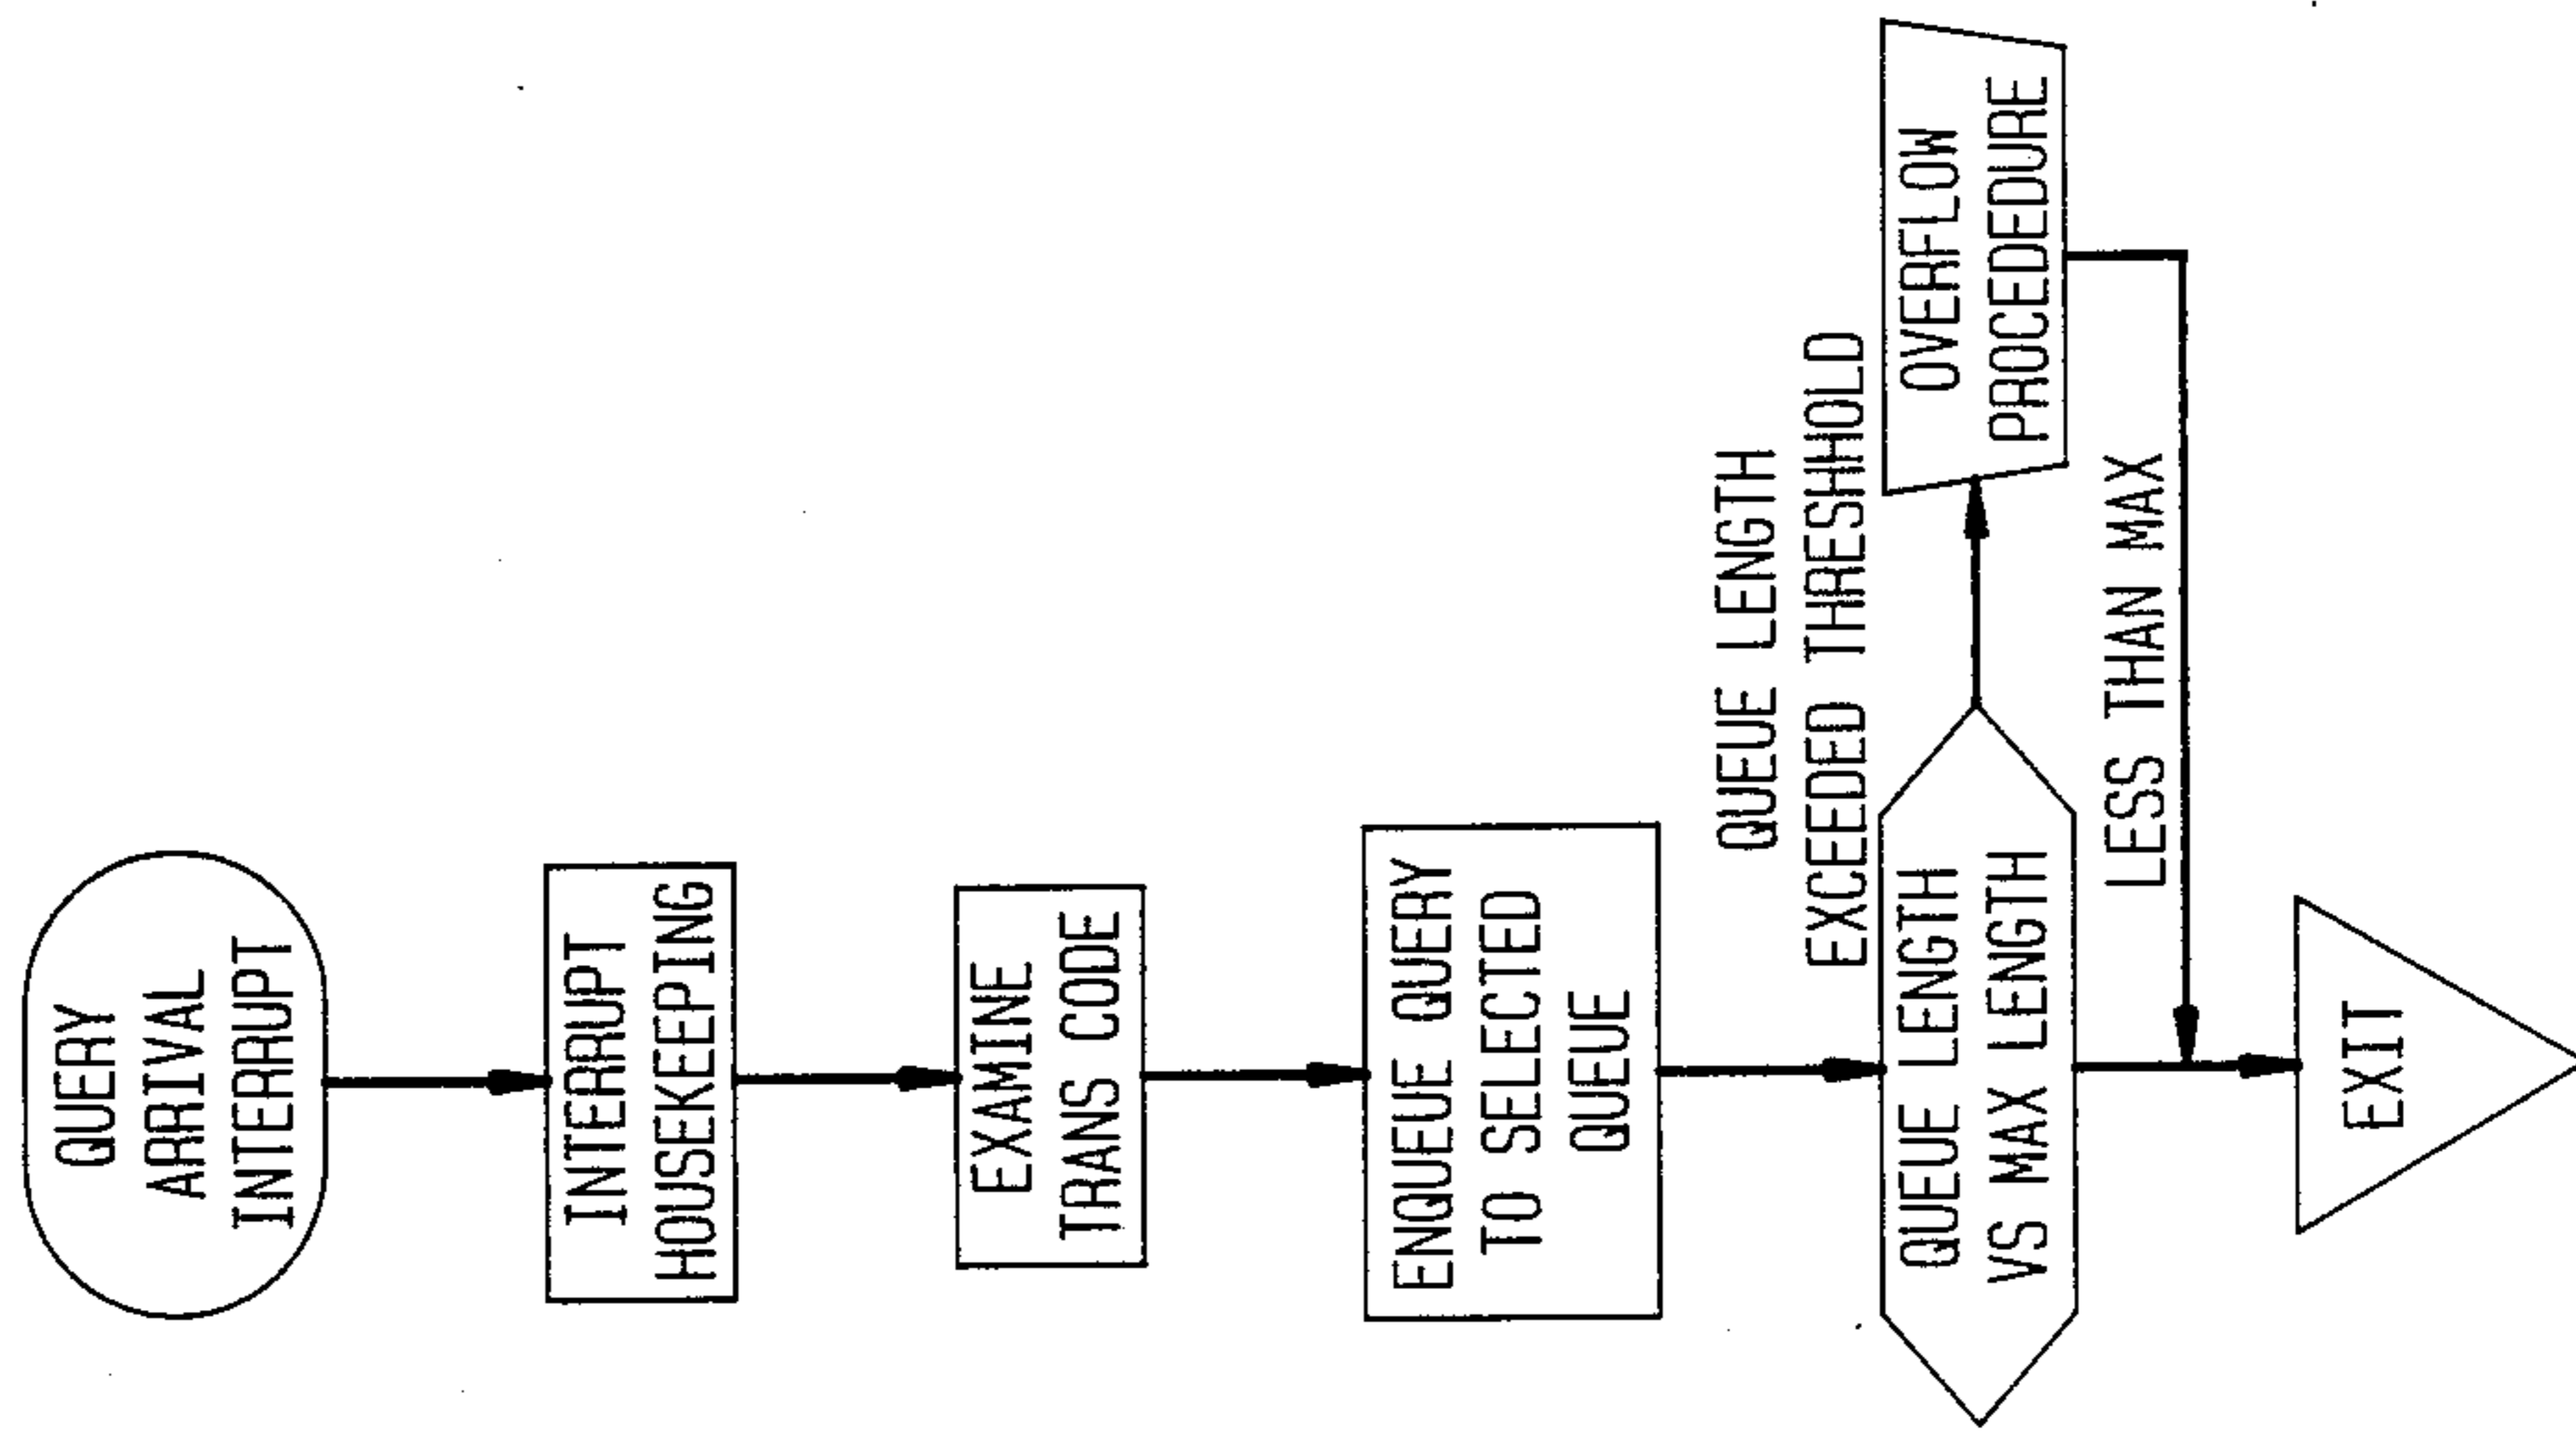 QUERY
ARRIVAL
INTERRUPT
INTERRUPT
HOUSEKEEPING
EXAMINE
TRANS CODE
ENQUEUE QUERY
TO SELECTED
QUEUE
QUEUE LENGTH
EXCEEDED THRESHHOLD
QUEUE LENGTH
VS MAX LENGTH
OVERFLOW
PROCEDEDURE
LESS THAN MAX
EXIT